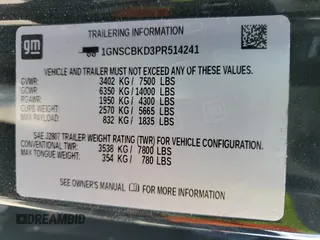 gm
TRAILERING INFORMATION
1GNSCBKD3PR514241
VEHICLE AND TRAILER MUST NOT EXCEED ANY OF THESE:
GVWR: 3402 KG / 7500 LBS
GCWR: 6350 KG / 14000 LBS
RGAWR: 1950 KG / 4300 LBS
CURB WEIGHT: 2570 KG / 5665 LBS
MAX PAYLOAD: 832 KG / 1835 LBS
SAE J2807 TRAILER WEIGHT RATING (TWR) FOR VEHICLE CONFIGURATION.
CONVENTIONAL TWR: 3538 KG / 7800 LBS
MAX TONGUE WEIGHT: 354 KG / 780 LBS
SEE OWNER'S MANUAL FOR ADDITIONAL INFORMATION
DREAMBID